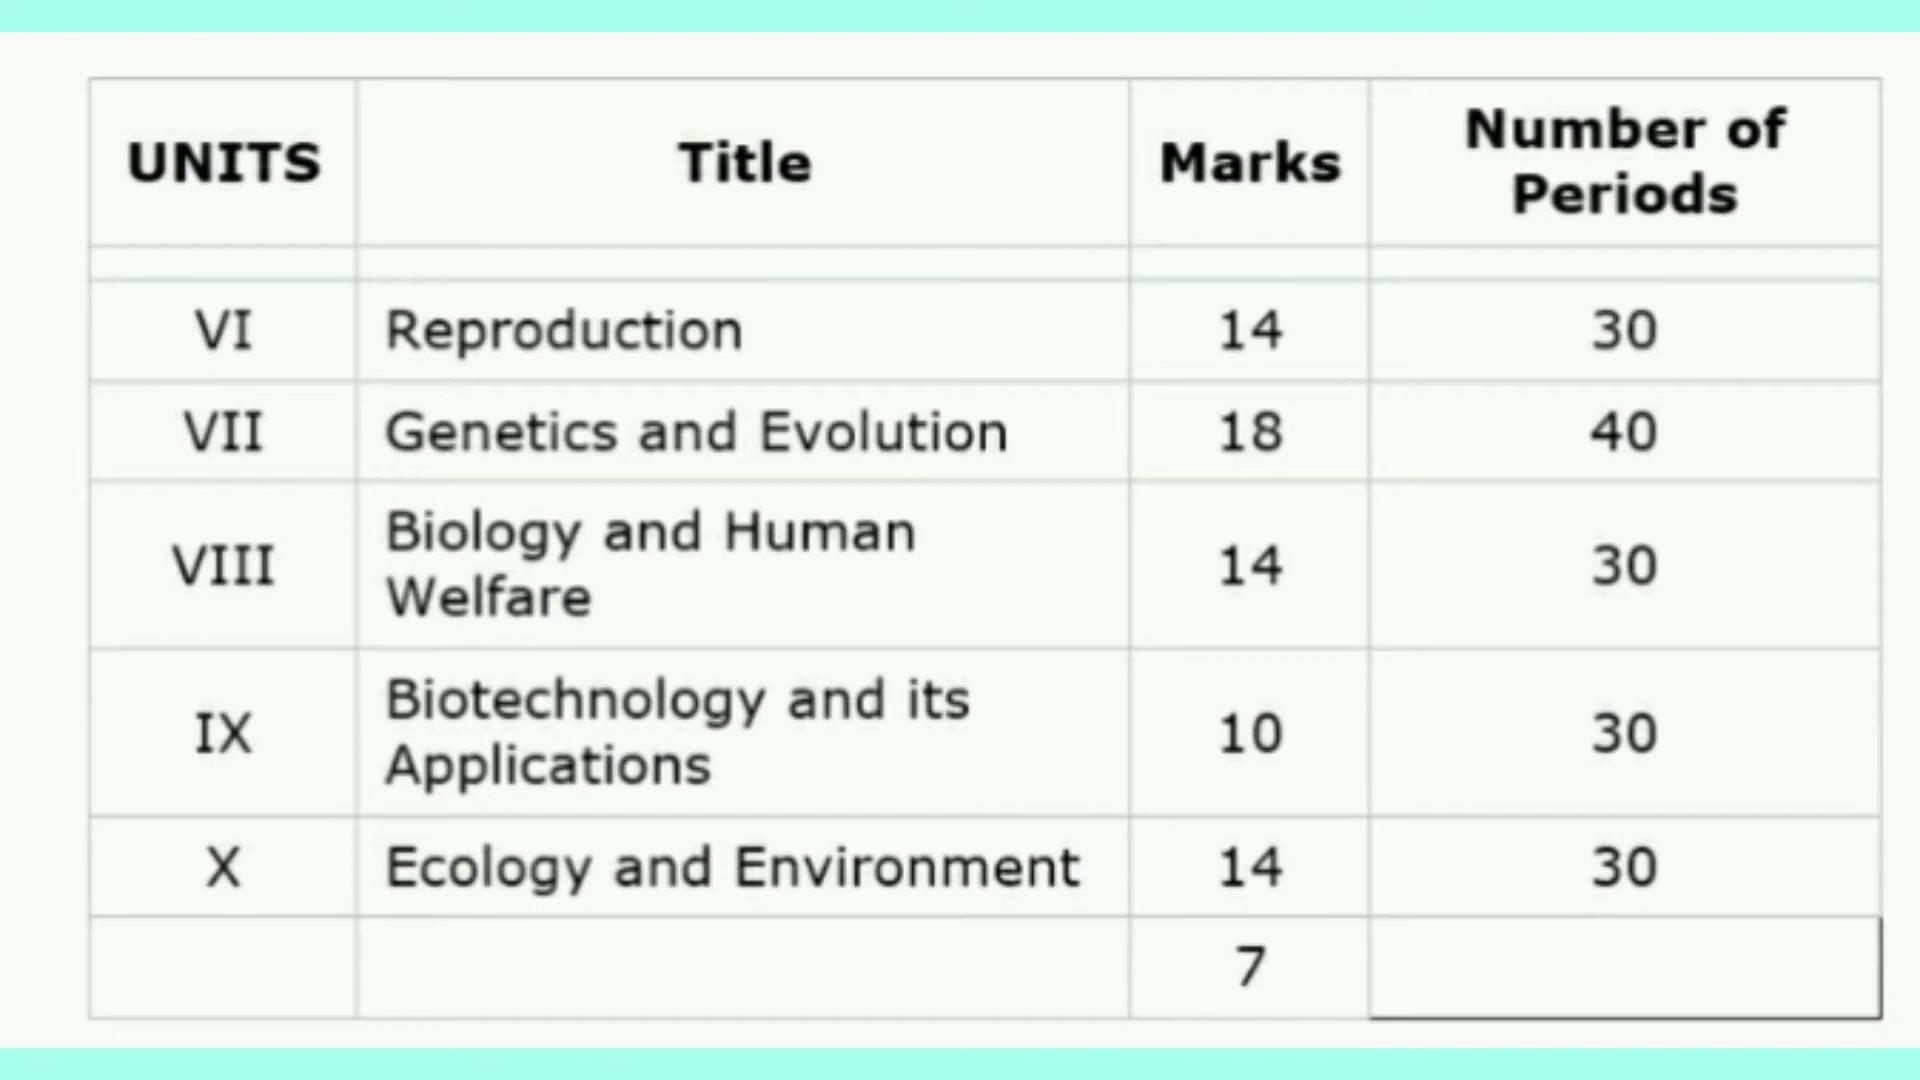 UNITS Title Marks Number of
Periods
VI Reproduction 14 30
VII Genetics and Evolution 18 40
VIII Biology and Human
Welfare 14 30
IX Biotechnology and its
Applications 10 30
X Ecology and Environment 14 30
7